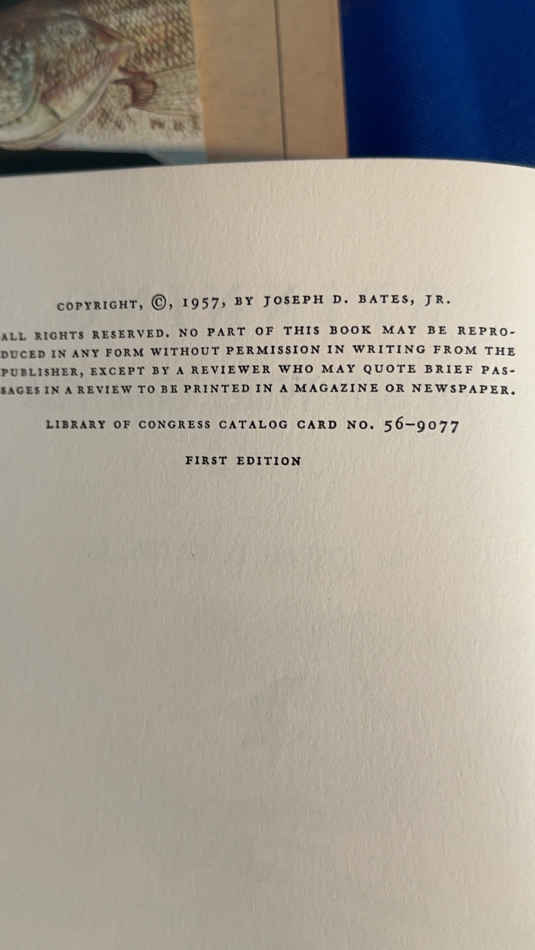 COPYRIGHT, ©, 1957, BY JOSEPH D. BATES, JR.
ALL RIGHTS RESERVED. NO PART OF THIS BOOK MAY BE REPRO-
DUCED IN ANY FORM WITHOUT PERMISSION IN WRITING FROM THE
PUBLISHER, EXCEPT BY A REVIEWER WHO MAY QUOTE BRIEF PAS-
SAGES IN A REVIEW TO BE PRINTED IN A MAGAZINE OR NEWSPAPER.
LIBRARY OF CONGRESS CATALOG CARD NO. 56-9077
FIRST EDITION